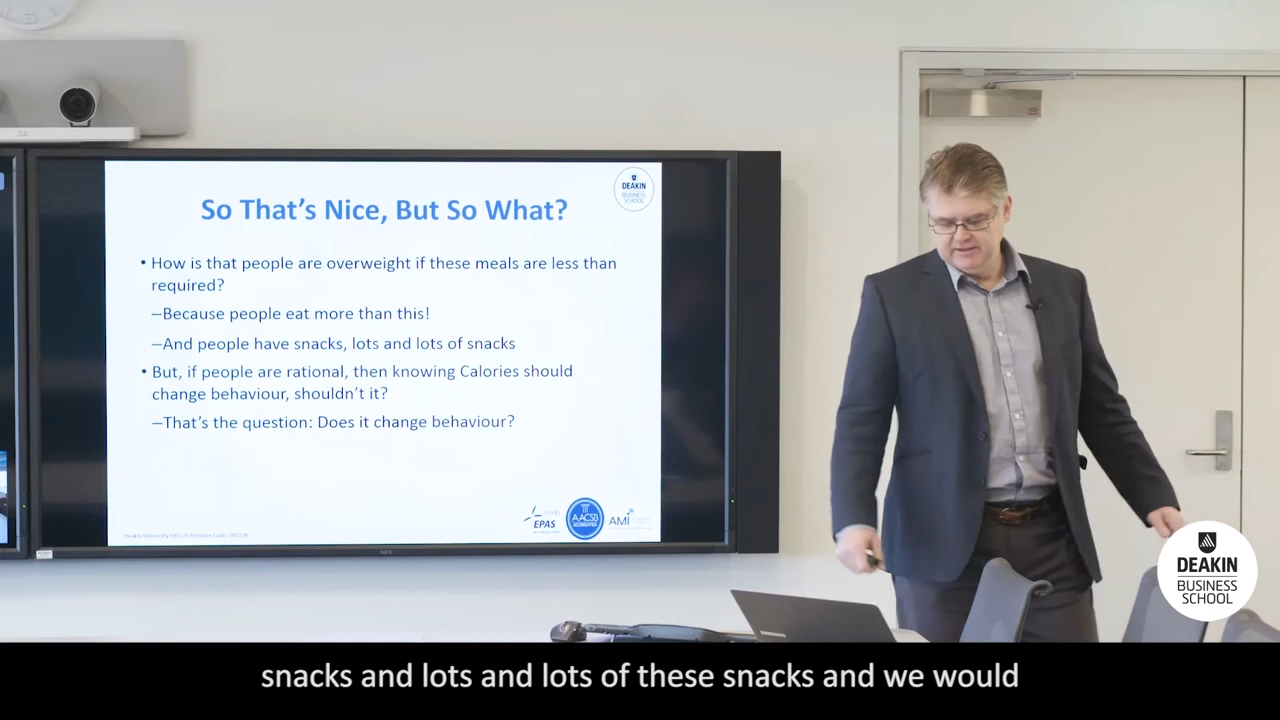 DEAKIN
BUSINESS
SCHOOL
So That's Nice, But So What?
• How is that people are overweight if these meals are less than
required?
–Because people eat more than this!
–And people have snacks, lots and lots of snacks
• But, if people are rational, then knowing Calories should
change behaviour, shouldn't it?
–That's the question: Does it change behaviour?
EPAS
AACSB
ACCREDITED
AMI
NEC
SAMSUNG
DEAKIN
BUSINESS
SCHOOL
snacks and lots and lots of these snacks and we would